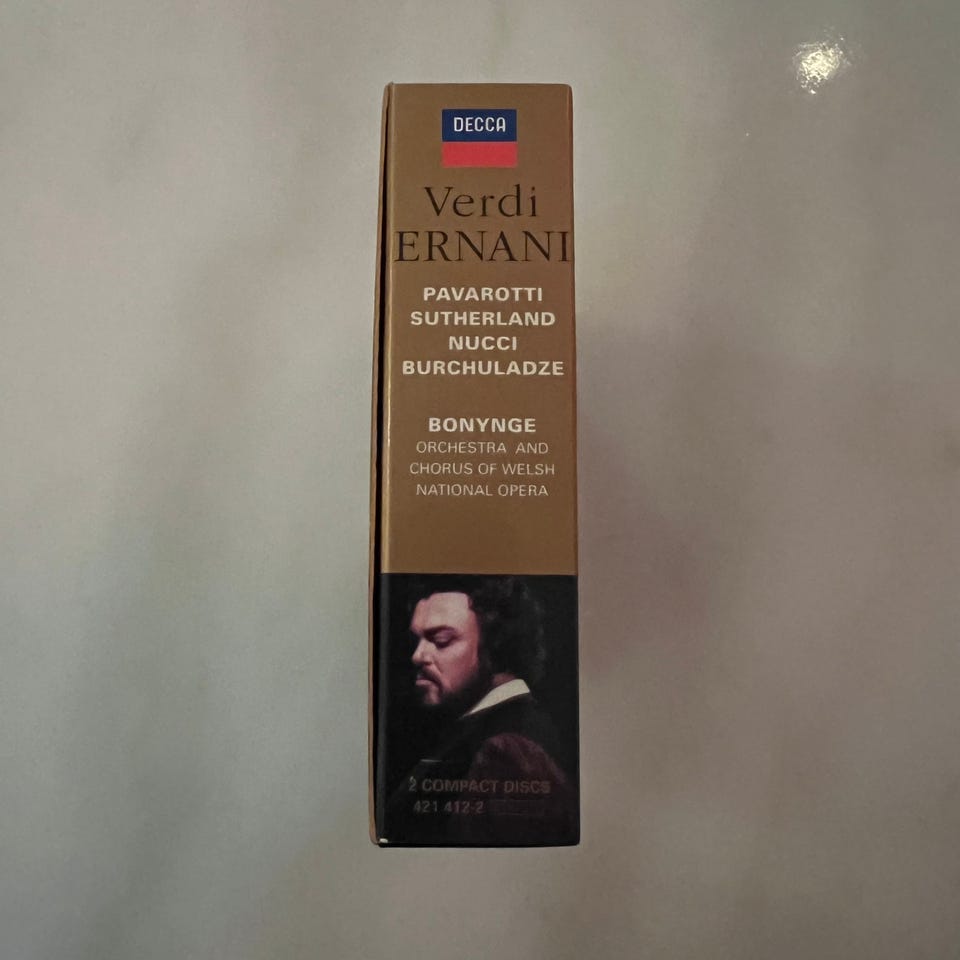 DECCA
Verdi
ERNANI
PAVAROTTI
SUTHERLAND
NUCCI
BURCHULADZE
BONYNGE
ORCHESTRA AND
CHORUS OF WELSH
NATIONAL OPERA
2 COMPACT DISCS
421 412-2